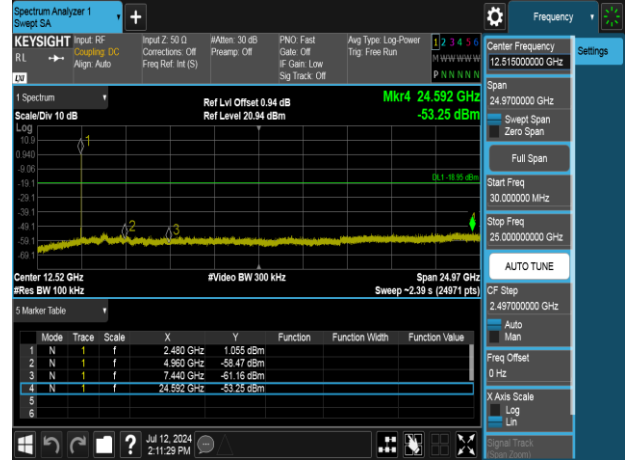 Spectrum Analyzer 1
Swept SA
+
Frequency
KEYSIGHT
RL
LXI
Input: RF
Coupling: DC
Align: Auto
Input Z: 50 Ω
Corrections: Off
Freq Ref: Int (S)
#Atten: 30 dB
Preamp: Off
PNO: Fast
Gate: Off
IF Gain: Low
Sig Track: Off
Avg Type: Log-Power
Trig: Free Run
1 2 3 4 5 6
M W W W W W
P N N N N N
1 Spectrum
Scale/Div 10 dB
Log
Ref Lvl Offset 0.94 dB
Ref Level 20.94 dBm
Mkr4 24.592 GHz
-53.25 dBm
10.9
0.940
-9.06
-19.1
-29.1
-39.1
-49.1
-59.1
-69.1
1
2
3
4
DL1 -18.95 dBm
Center 12.52 GHz
#Res BW 100 kHz
#Video BW 300 kHz
Span 24.97 GHz
Sweep ~2.39 s (24971 pts)
5 Marker Table
Mode Trace Scale X Y Function Function Width Function Value
1 N 1 f 2.480 GHz 1.055 dBm
2 N 1 f 4.960 GHz -58.47 dBm
3 N 1 f 7.440 GHz -61.16 dBm
4 N 1 f 24.592 GHz -53.25 dBm
5
6
?
Jul 12, 2024
2:11:29 PM
Center Frequency
12.515000000 GHz
Settings
Span
24.9700000 GHz
Swept Span
Zero Span
Full Span
Start Freq
30.000000 MHz
Stop Freq
25.000000000 GHz
AUTO TUNE
CF Step
2.497000000 GHz
Auto
Man
Freq Offset
0 Hz
X Axis Scale
Log
Lin
Signal Track
(Span Zoom)